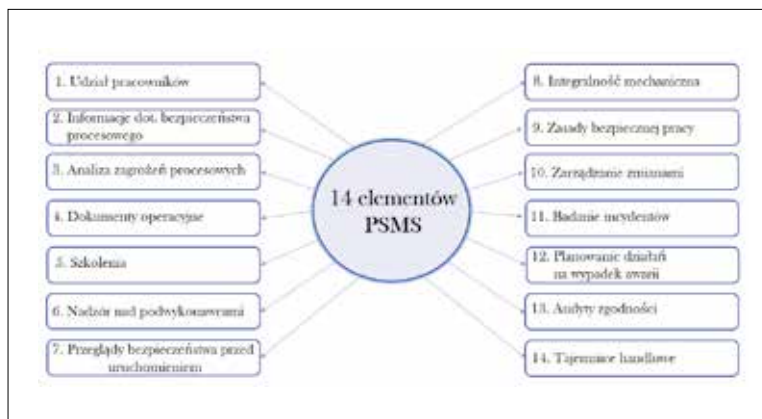 1. Udział pracowników
2. Informacje dot. bezpieczeństwa
procesowego
3. Analiza zagrożeń procesowych
4. Dokumenty operacyjne
5. Szkolenia
6. Nadzór nad podwykonawcami
7. Przeglądy bezpieczeństwa przed
uruchomieniem
14 elementów
PSMS
8. Integralność mechaniczna
9. Zasady bezpiecznej pracy
10. Zarządzanie zmianami
11. Badanie incydentów
12. Planowanie działań
na wypadek awarii
13. Audyty zgodności
14. Tajemnice handlowe